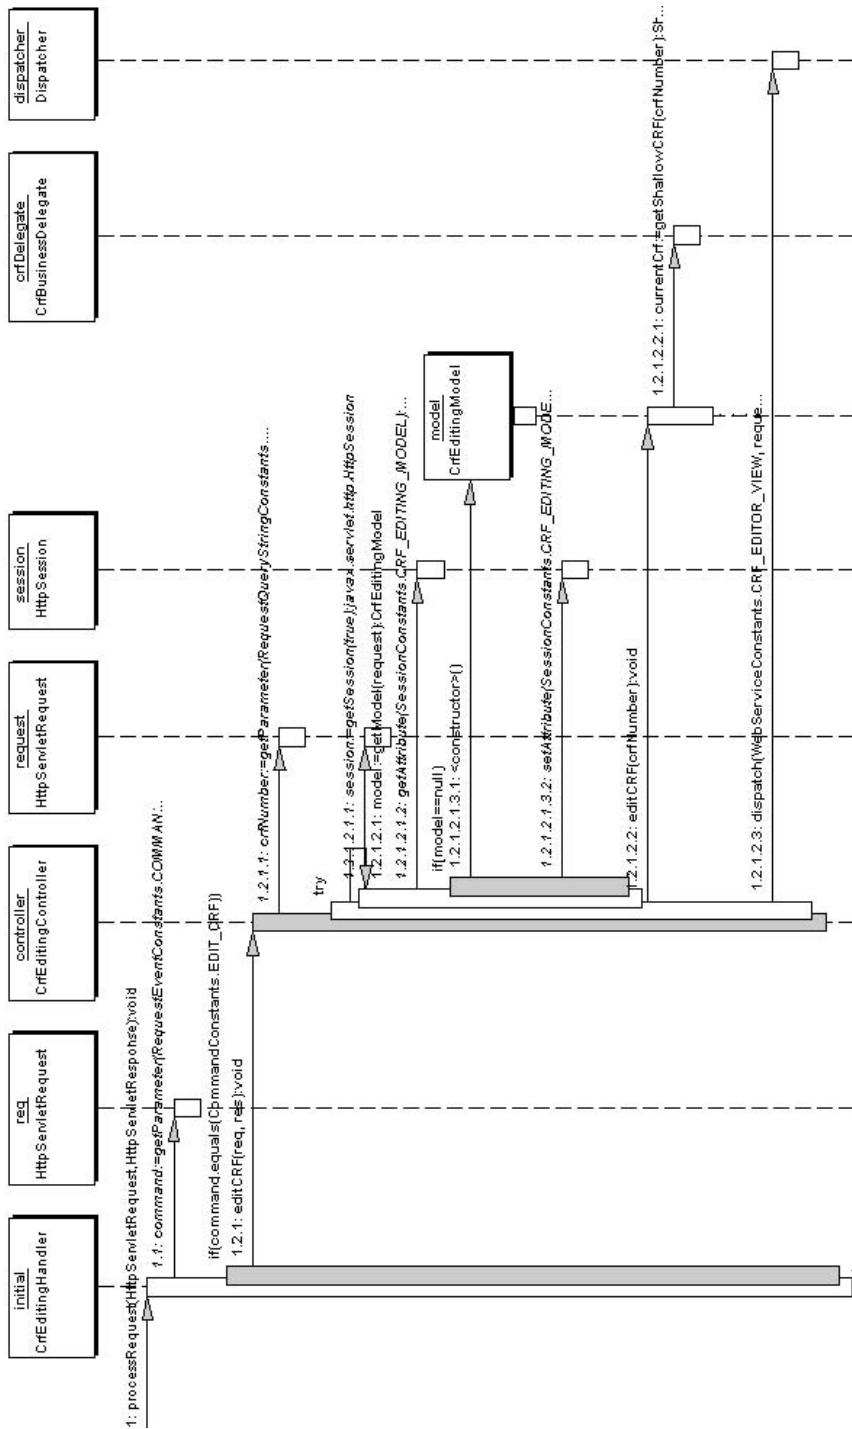 initial
CrfEditingHandler
req
HttpServletRequest
controller
CrfEditingController
request
HttpServletRequest
session
HttpSession
crfDelegate
CrfBusinessDelegate
dispatcher
Dispatcher
1: processRequest(HttpServletRequest,HttpServletResponse):void
1.1: command:=getParameter(RequestEventConstants.COMMAN...
if(command.equals(CommandConstants.EDIT_CRF))
1.2.1: editCRF(req, res):void
1.2.1.1: crfNumber:=getParameter(RequestQueryStringConstants....
try
1.2.1.2.1.1: session:=getSession(true):javax.servlet.http.HttpSession
1.2.1.2.1: model:=getModel(request):CrfEditingModel
1.2.1.2.1.2: getAttribute(SessionConstants.CRF_EDITING_MODEL):...
if(model==null)
1.2.1.2.1.3.1: <constructor>()
model
CrfEditingModel
1.2.1.2.1.3.2: setAttribute(SessionConstants.CRF_EDITING_MODE...
1.2.1.2.2: editCRF(crfNumber):void
1.2.1.2.2.1: currentCrf:=getShallowCRF(crfNumber):Sh...
1.2.1.2.3: dispatch(WebServiceConstants.CRF_EDITOR_VIEW, reque...